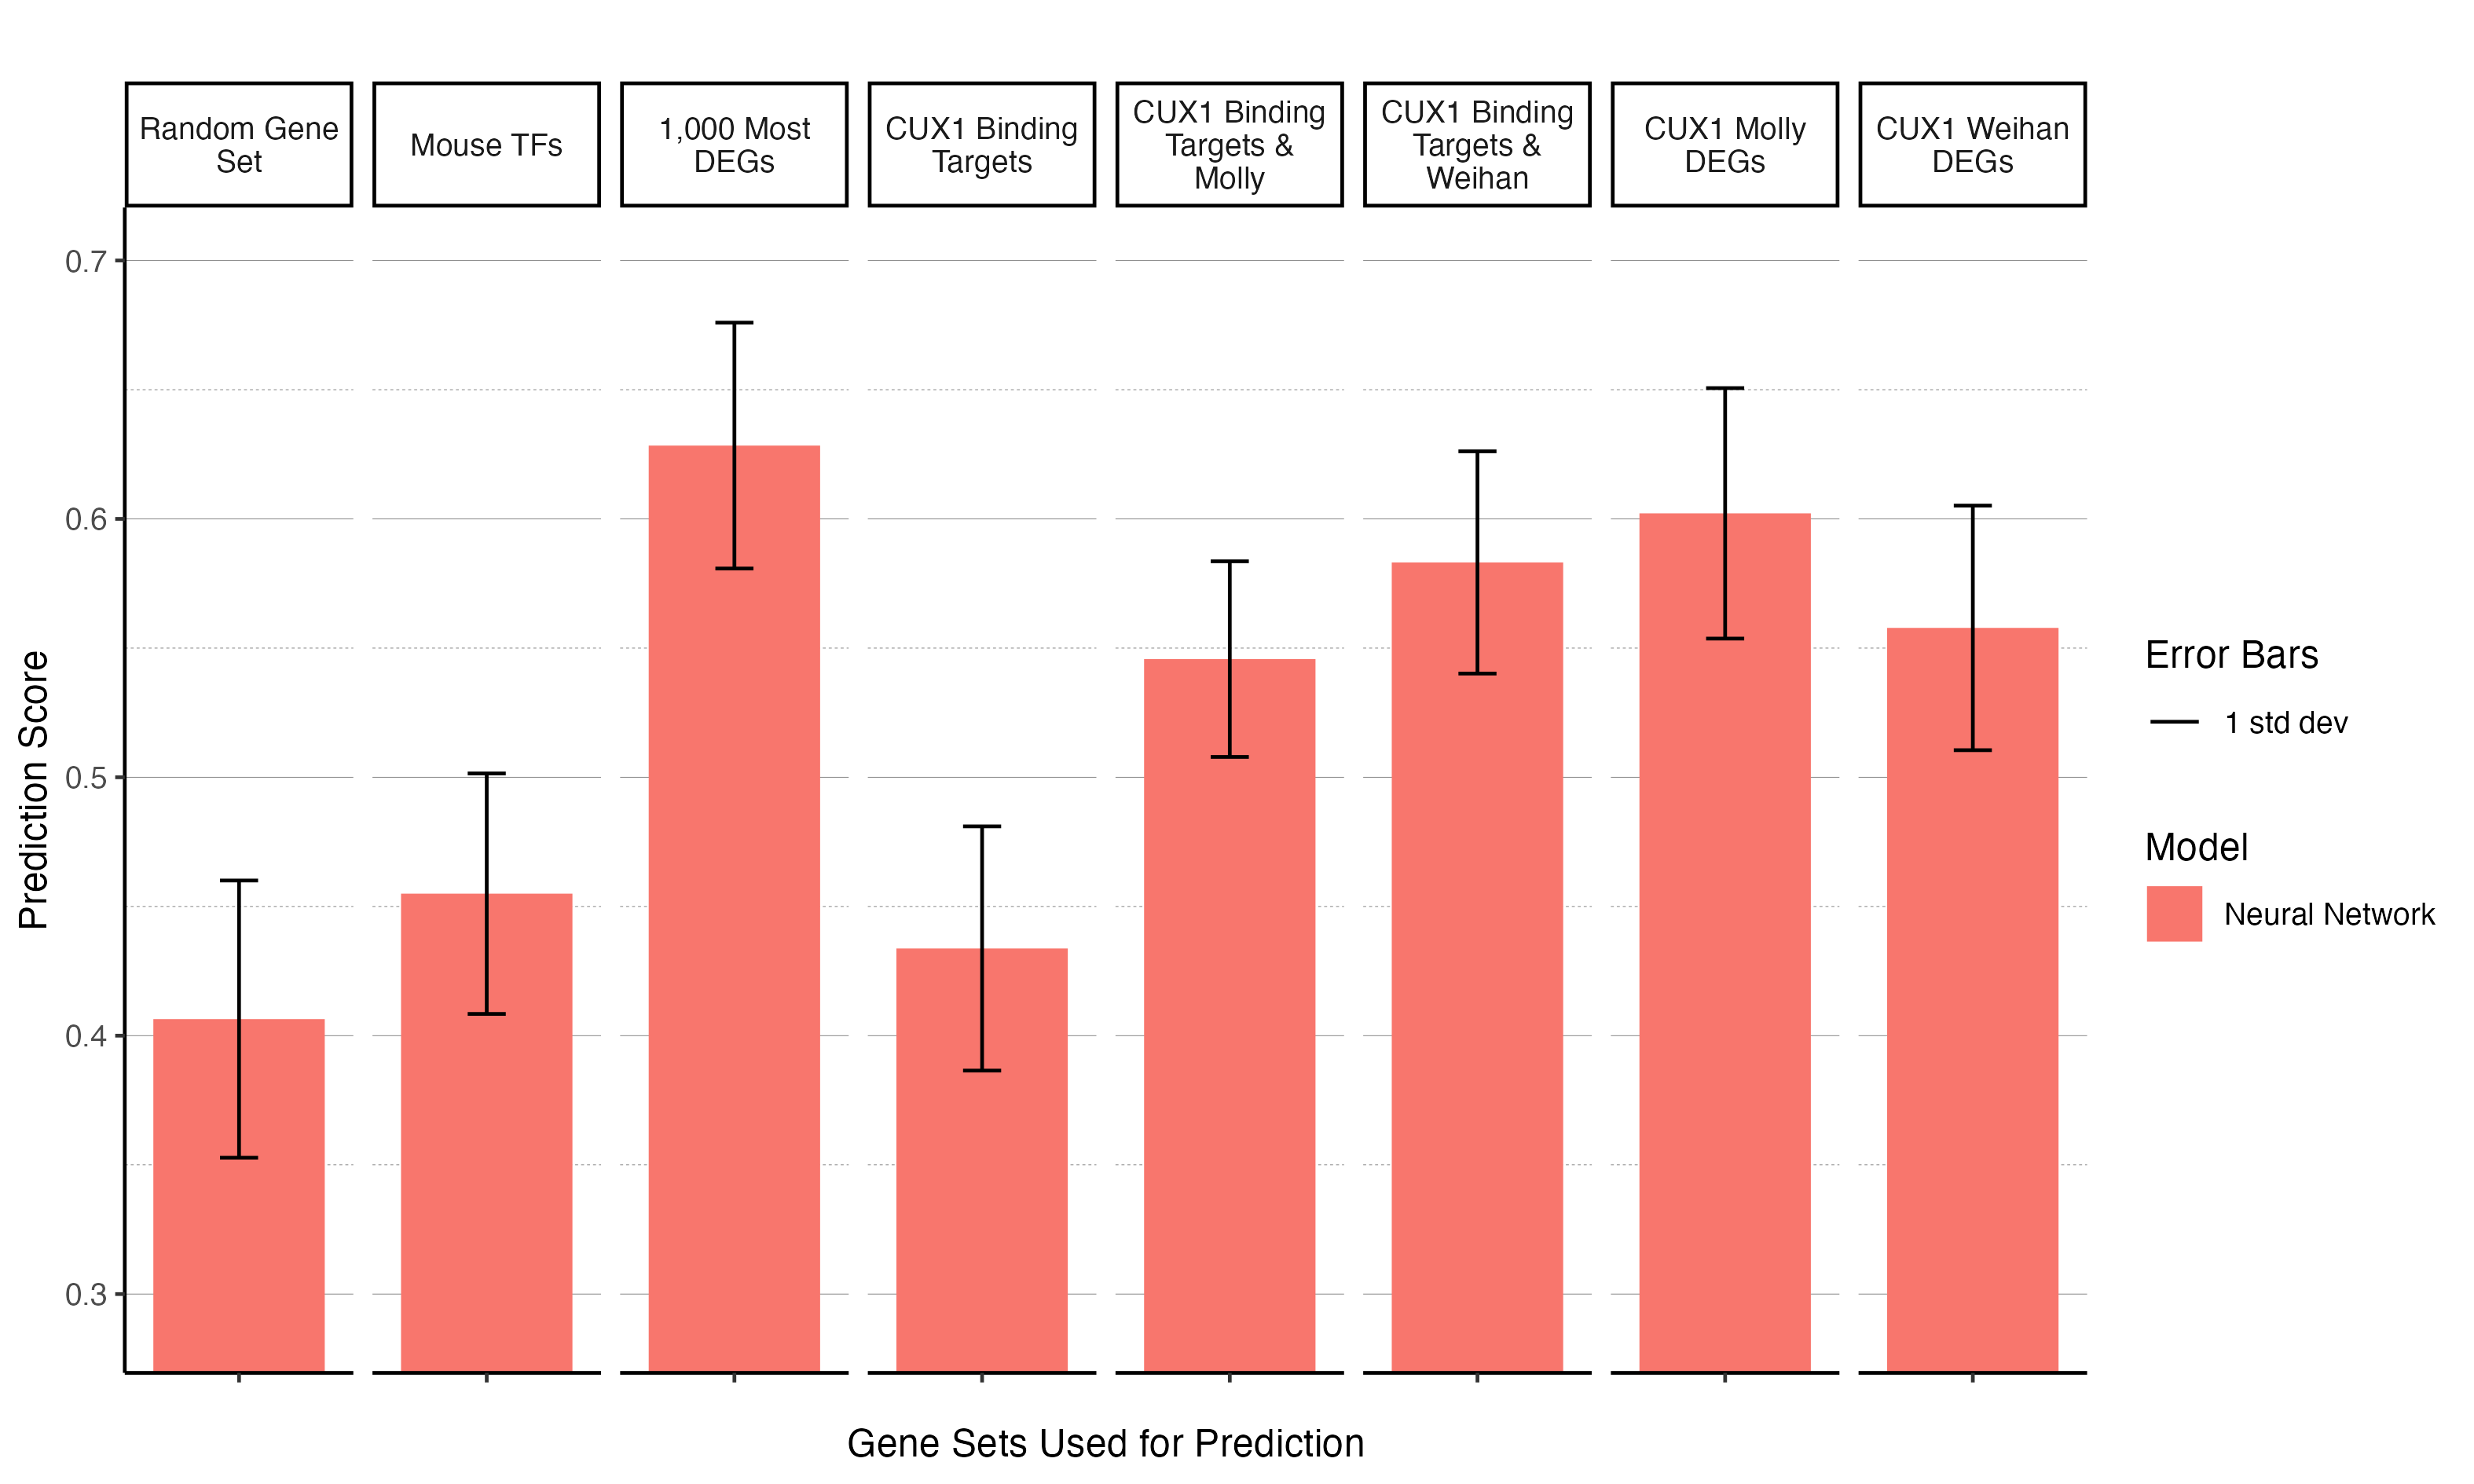 Random Gene
Set
Mouse TFs
1,000 Most
DEGs
CUX1 Binding
Targets
CUX1 Binding
Targets &
Molly
CUX1 Binding
Targets &
Weihan
CUX1 Molly
DEGs
CUX1 Weihan
DEGs
Prediction Score
0.7
0.6
0.5
0.4
0.3
Gene Sets Used for Prediction
Error Bars
1 std dev
Model
Neural Network